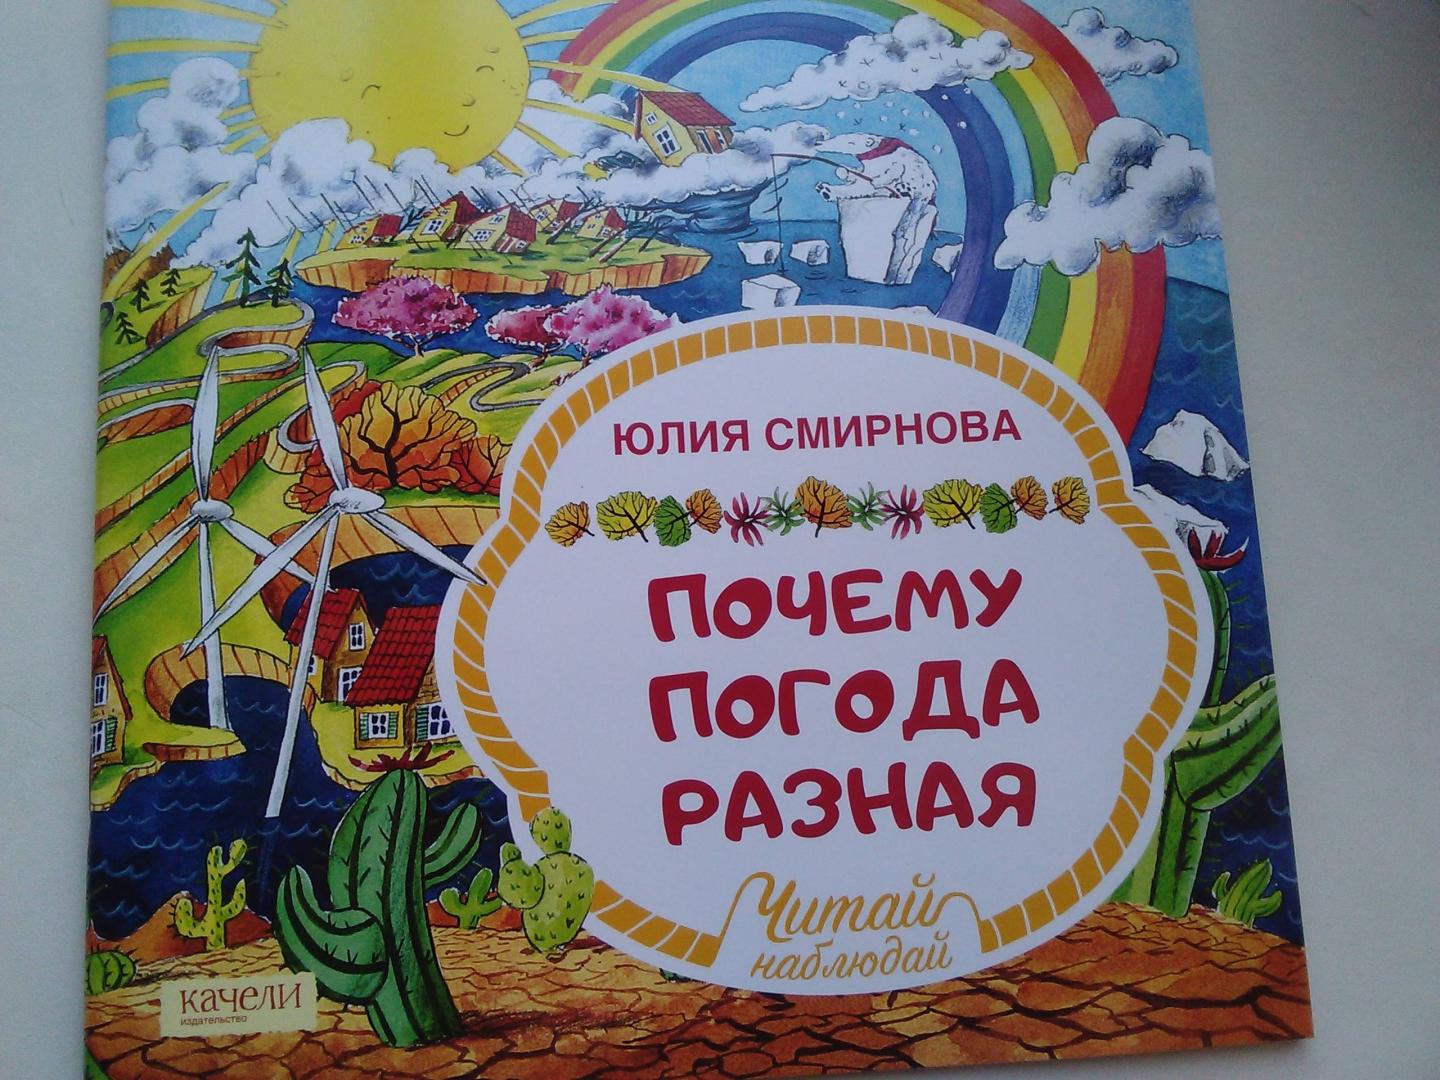 ЮЛИЯ СМИРНОВА
ПОЧЕМУ
ПОГОДА
РАЗНАЯ
Читай
наблюдай
качели
издательство